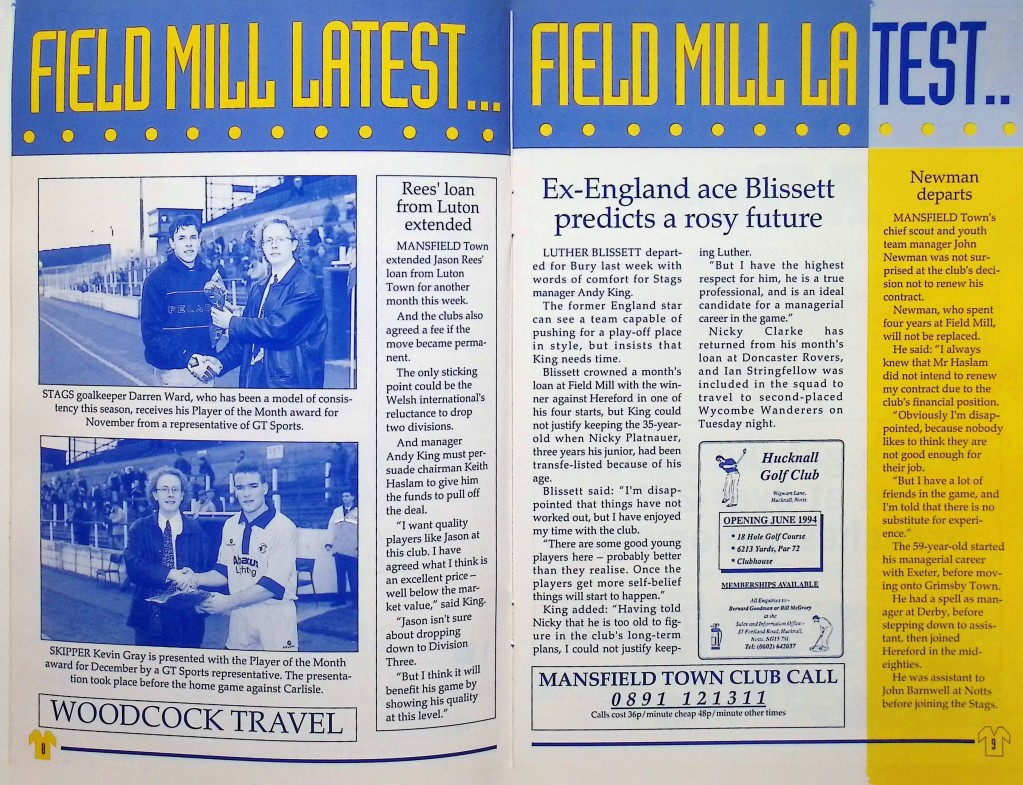 FIELD MILL LATEST...
STAGS goalkeeper Darren Ward, who has been a model of consis-
tency this season, receives his Player of the Month award for
November from a representative of GT Sports.
SKIPPER Kevin Gray is presented with the Player of the Month
award for December by a GT Sports representative. The presenta-
tion took place before the home game against Carlisle.
WOODCOCK TRAVEL
8
Rees' loan
from Luton
extended
MANSFIELD Town
extended Jason Rees'
loan from Luton
Town for another
month this week.
And the clubs also
agreed a fee if the
move became perma-
nent.
The only sticking
point could be the
Welsh international's
reluctance to drop
two divisions.
And manager
Andy King must per-
suade chairman Keith
Haslam to give him
the funds to pull off
the deal.
"I want quality
players like Jason at
this club. I have
agreed what I think is
an excellent price –
well below the mar-
ket value," said King.
"Jason isn't sure
about dropping
down to Division
Three.
"But I think it will
benefit his game by
showing his quality
at this level."
FIELD MILL LATEST..
Ex-England ace Blissett
predicts a rosy future
LUTHER BLISSETT depart-
ed for Bury last week with
words of comfort for Stags
manager Andy King.
The former England star
can see a team capable of
pushing for a play-off place
in style, but insists that
King needs time.
Blissett crowned a month's
loan at Field Mill with the win-
ner against Hereford in one of
his four starts, but King could
not justify keeping the 35-year-
old when Nicky Platnauer,
three years his junior, had been
transfe-listed because of his
age.
Blissett said: "I'm disap-
pointed that things have not
worked out, but I have enjoyed
my time with the club.
"There are some good young
players here – probably better
than they realise. Once the
players get more self-belief
things will start to happen."
King added: "Having told
Nicky that he is too old to fig-
ure in the club's long-term
plans, I could not justify keep-
ing Luther.
"But I have the highest
respect for him, he is a true
professional, and is an ideal
candidate for a managerial
career in the game."
Nicky Clarke has
returned from his month's
loan at Doncaster Rovers,
and Ian Stringfellow was
included in the squad to
travel to second-placed
Wycombe Wanderers on
Tuesday night.
Hucknall
Golf Club
Wigwam Lane,
Hucknall, Notts
OPENING JUNE 1994
* 18 Hole Golf Course
* 6213 Yards, Par 72
* Clubhouse
MEMBERSHIPS AVAILABLE
All Enquiries to:-
Bernard Goodman or Bill McGroey
at the
Sales and Information Office -
37 Portland Road, Hucknall,
Notts. NG15 7SL
Tel: (0602) 642037
MANSFIELD TOWN CLUB CALL
0891 121311
Calls cost 36p/minute cheap 48p/minute other times
Newman
departs
MANSFIELD Town's
chief scout and youth
team manager John
Newman was not sur-
prised at the club's deci-
sion not to renew his
contract.
Newman, who spent
four years at Field Mill,
will not be replaced.
He said: "I always
knew that Mr Haslam
did not intend to renew
my contract due to the
club's financial position.
"Obviously I'm disap-
pointed, because nobody
likes to think they are
not good enough for
their job.
"But I have a lot of
friends in the game, and
I'm told that there is no
substitute for experi-
ence."
The 59-year-old started
his managerial career
with Exeter, before mov-
ing onto Grimsby Town.
He had a spell as man-
ager at Derby, before
stepping down to assis-
tant, then joined
Hereford in the mid-
eighties.
He was assistant to
John Barnwell at Notts
before joining the Stags.
9